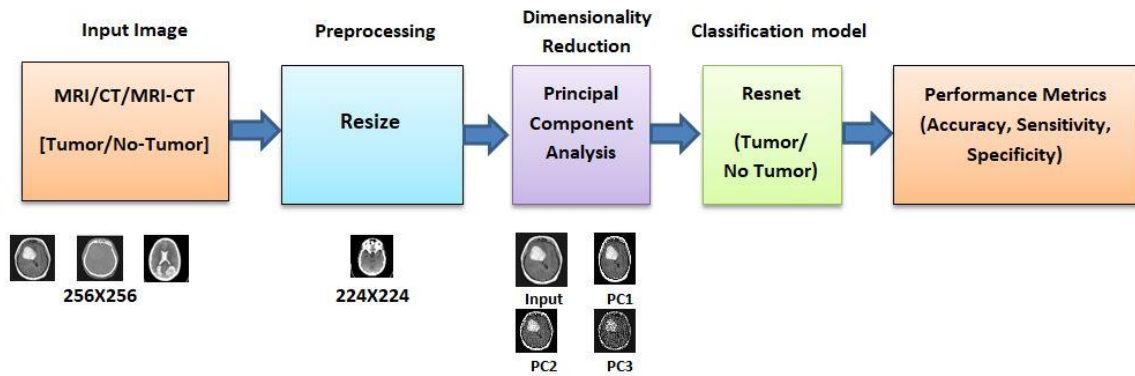 Input Image
Preprocessing
Dimensionality
Reduction
Classification model
MRI/CT/MRI-CT
[Tumor/No-Tumor]
Resize
Principal
Component
Analysis
Resnet
(Tumor/
No Tumor)
Performance Metrics
(Accuracy, Sensitivity,
Specificity)
256X256
224X224
Input
PC1
PC2
PC3